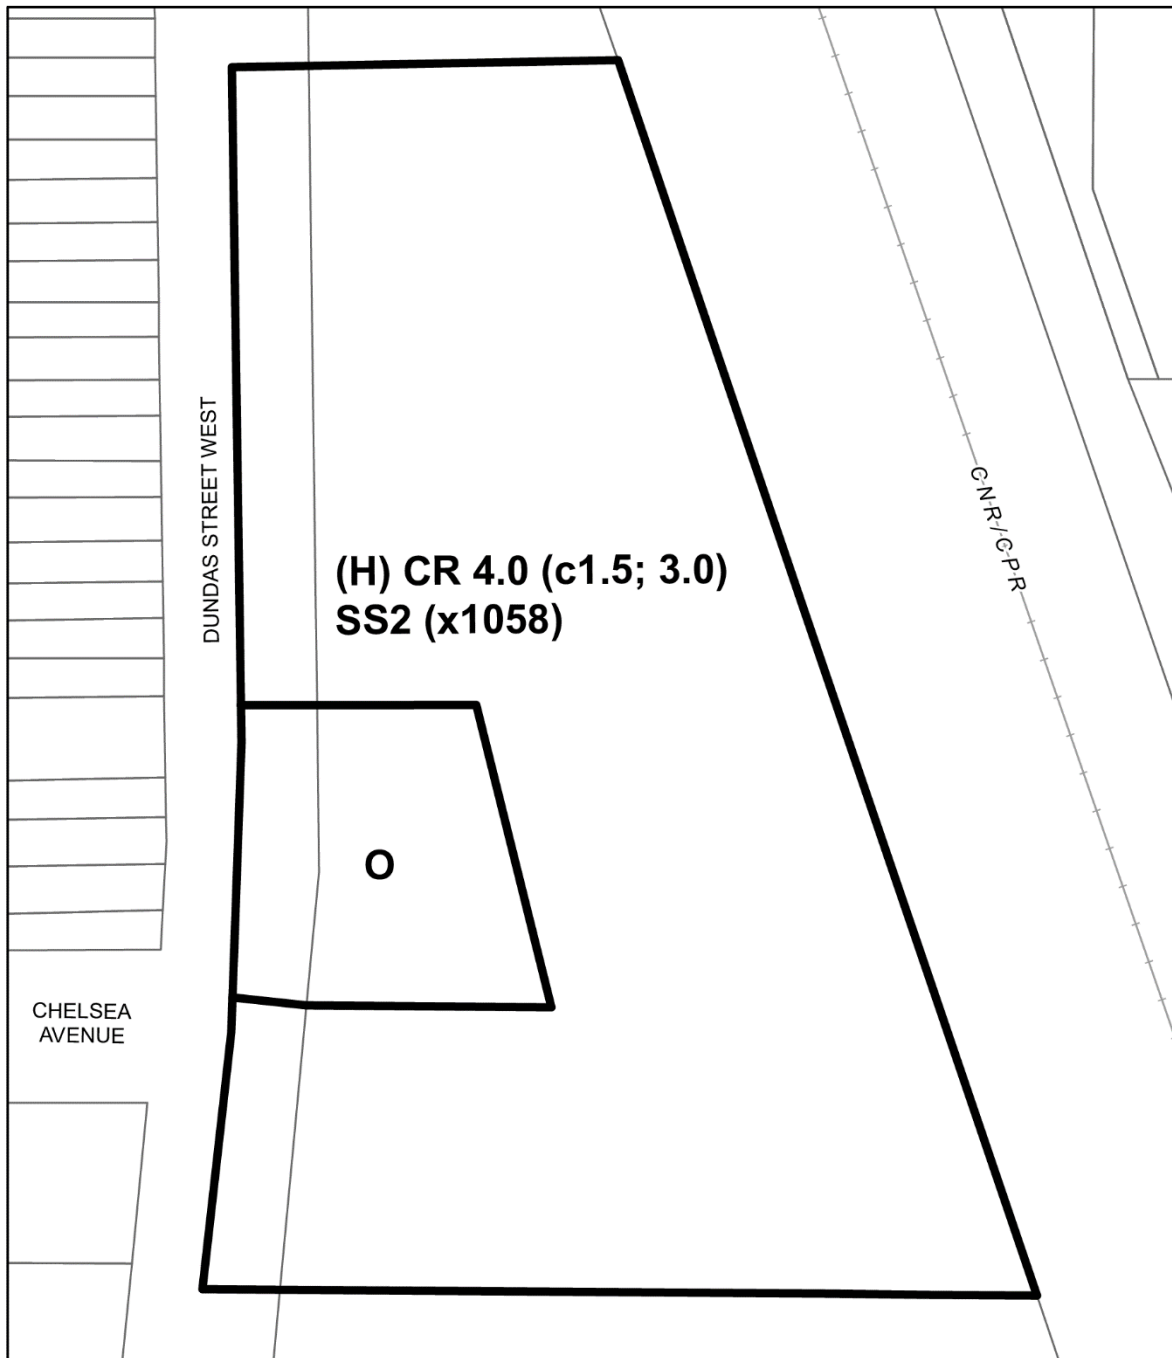 DUNDAS STREET WEST
C-N-R-/-C-P-R
(H) CR 4.0 (c1.5; 3.0)
SS2 (x1058)
O
CHELSEA
AVENUE